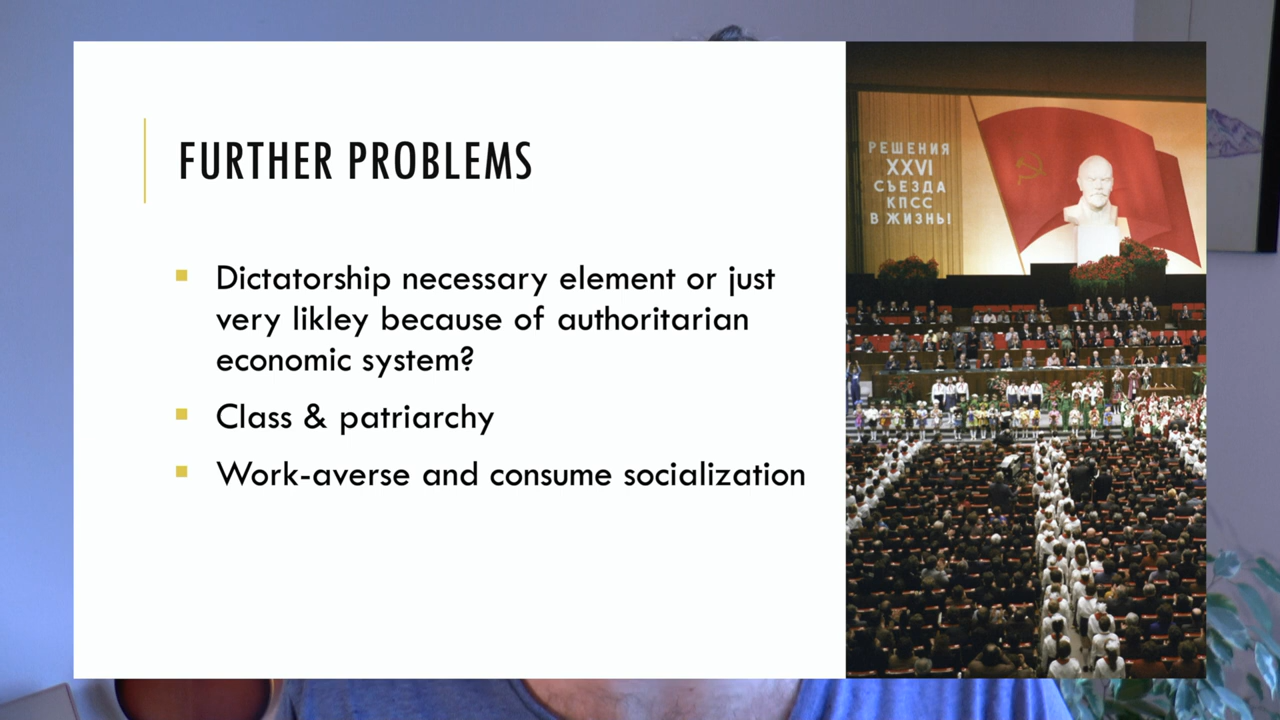 FURTHER PROBLEMS
Dictatorship necessary element or just
very likley because of authoritarian
economic system?
Class & patriarchy
Work-averse and consume socialization
РЕШЕНИЯ
XXVI
СЪЕЗДА
КПСС
В ЖИЗНЬ!